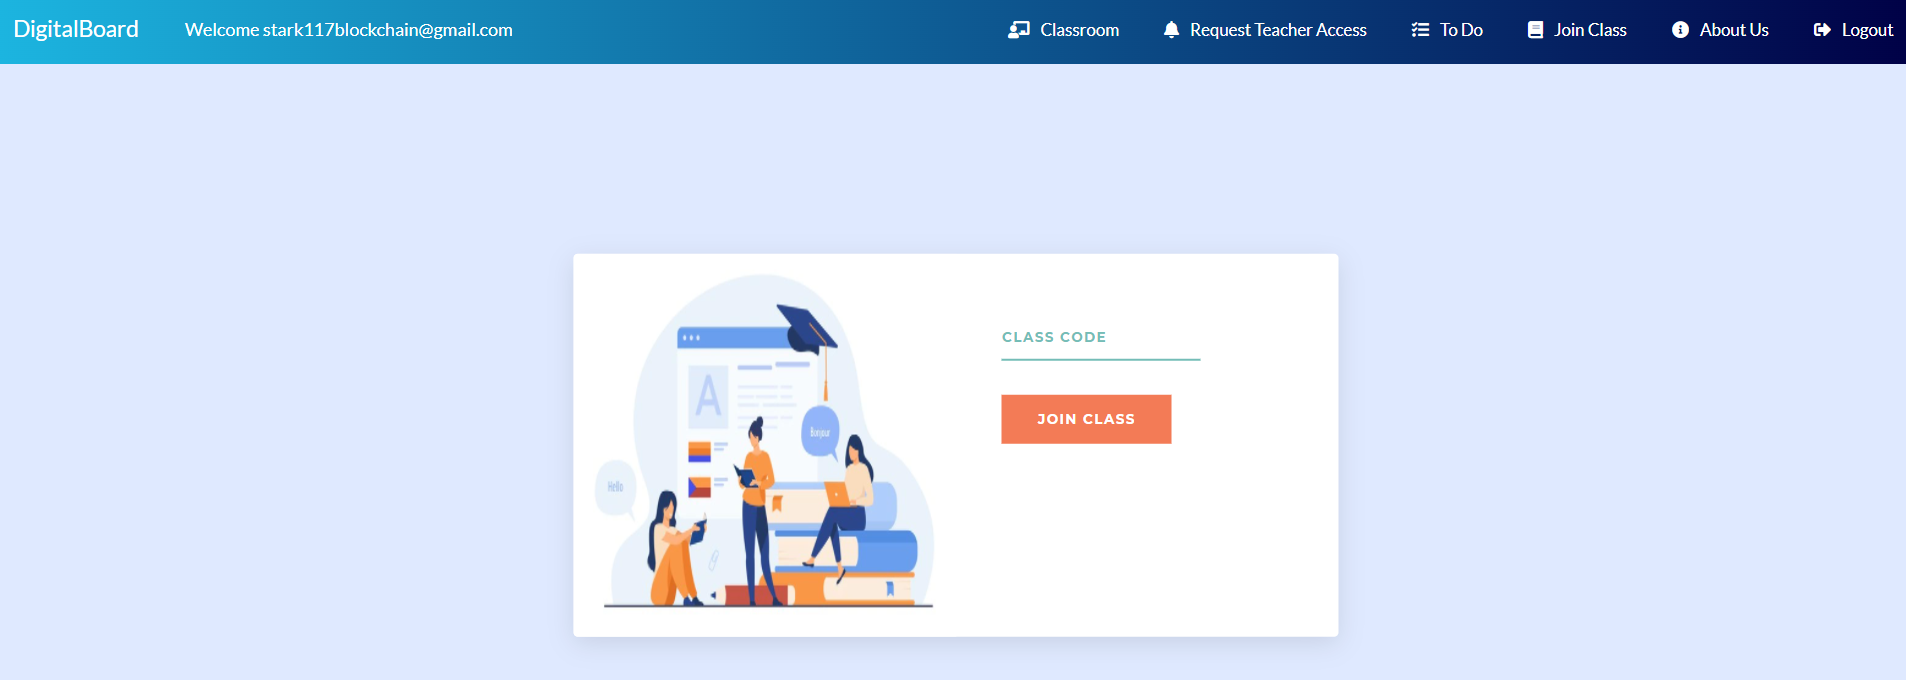 DigitalBoard Welcome stark117blockchain@gmail.com Classroom Request Teacher Access To Do Join Class About Us Logout
A
Bonjour
Hello
CLASS CODE
JOIN CLASS